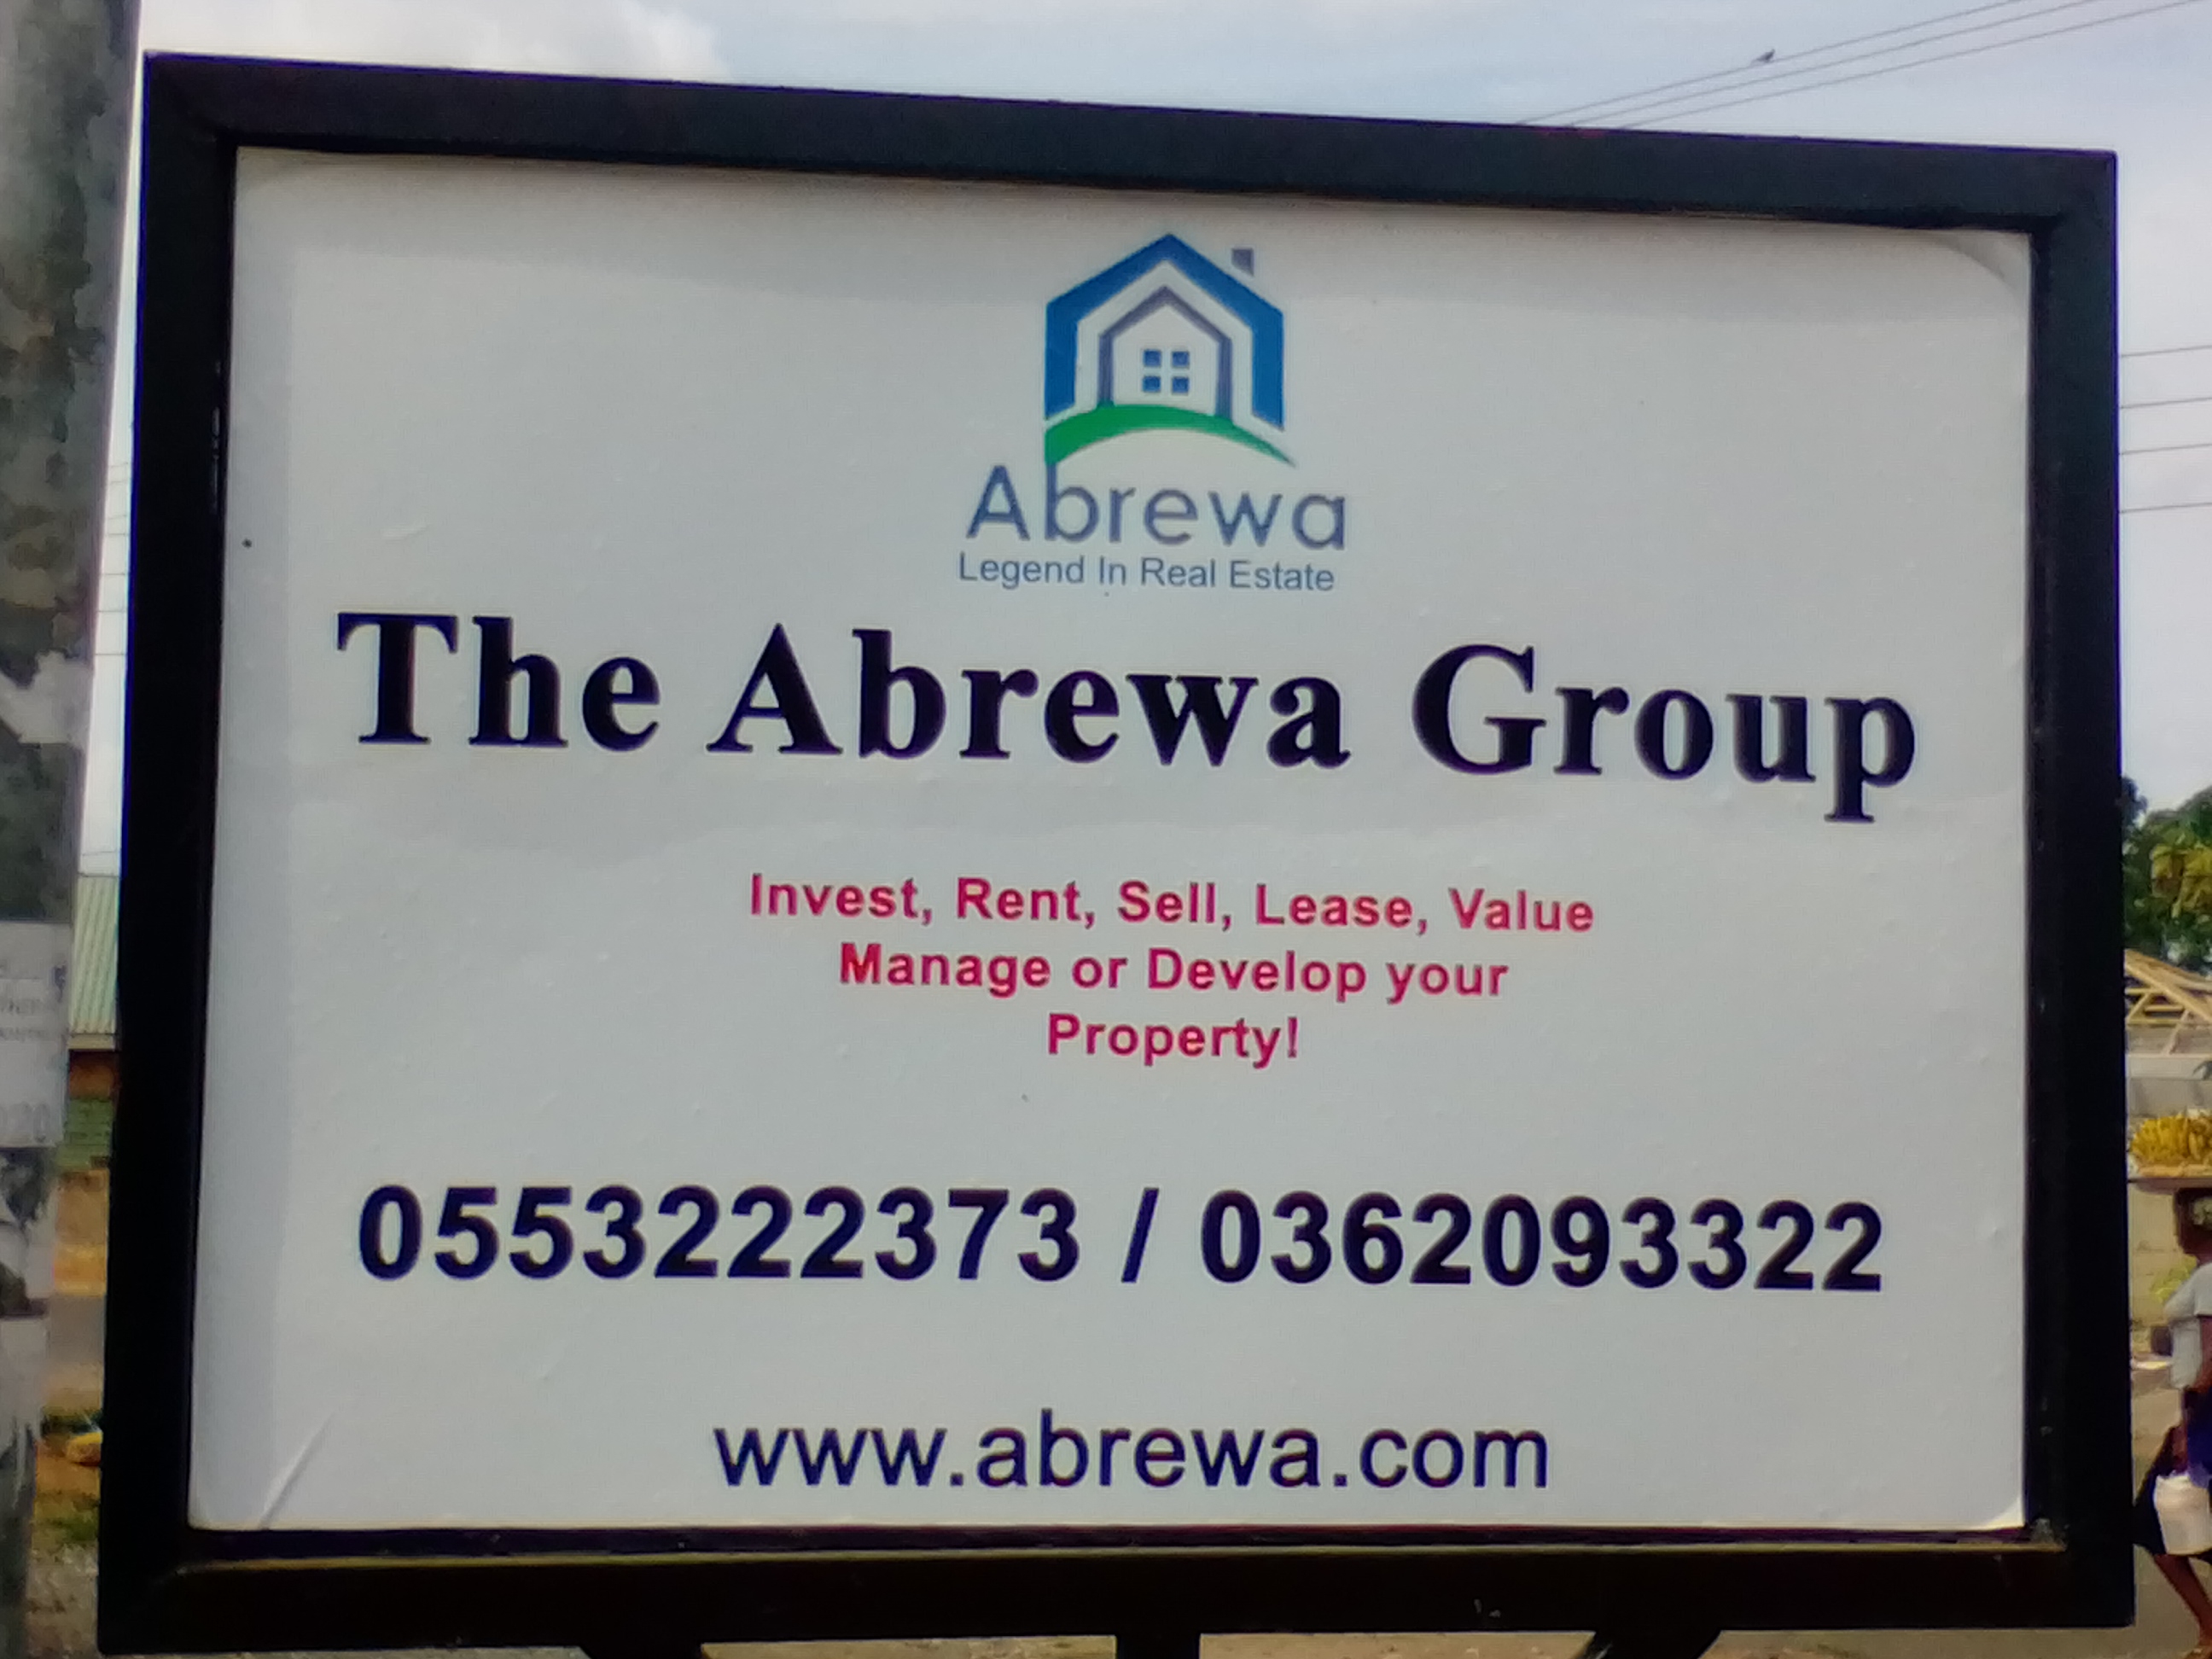 Abrewa
Legend In Real Estate
The Abrewa Group
Invest, Rent, Sell, Lease, Value
Manage or Develop your
Property!
0553222373 / 0362093322
www.abrewa.com